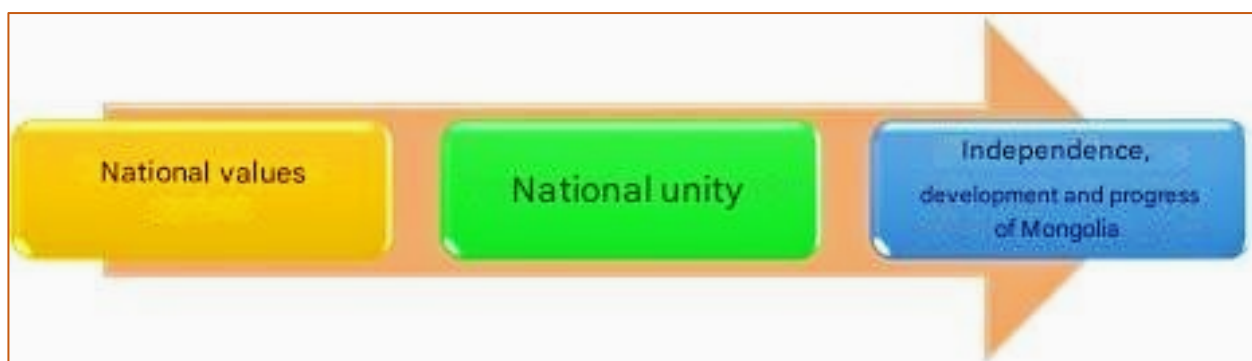 National values
National unity
Independence,
development and progress
of Mongolia